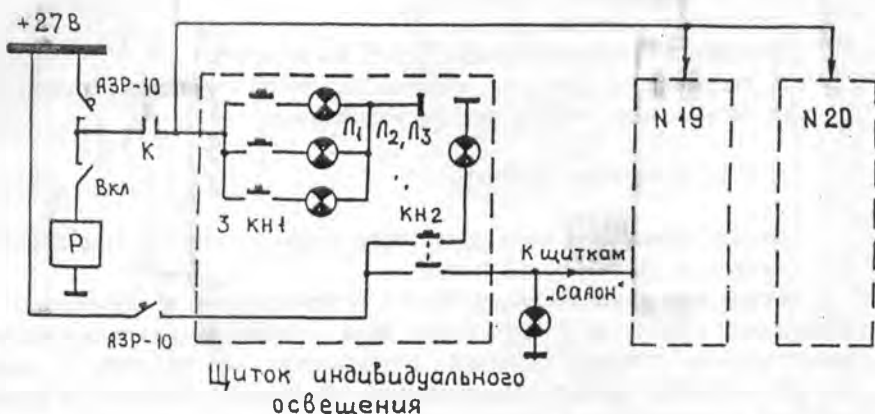 +27В
АЗР-10
К
Вкл
Р
АЗР-10
Л1 Л2, Л3
3 КН1
КН2
К щиткам
„Салон“
N 19
N 20
Щиток индивидуального
освещения